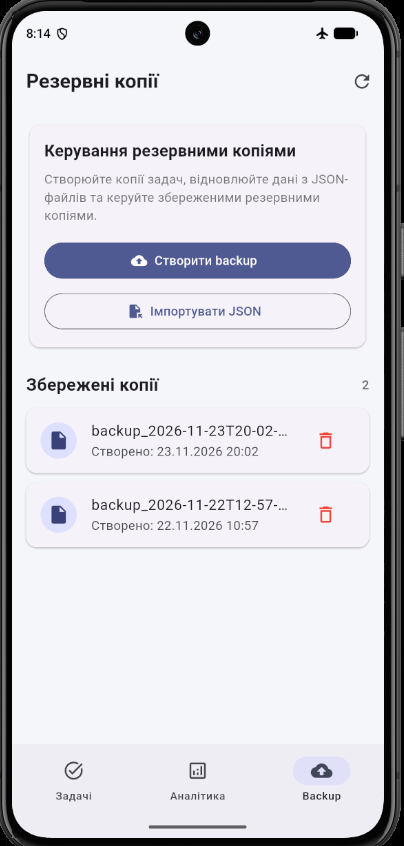 8:14
Резервні копії
Керування резервними копіями
Створюйте копії задач, відновлюйте дані з JSON-
файлів та керуйте збереженими резервними
копіями.
Створити backup
Імпортувати JSON
Збережені копії 2
backup_2026-11-23T20-02-...
Створено: 23.11.2026 20:02
backup_2026-11-22T12-57-...
Створено: 22.11.2026 10:57
Задачі Аналітика Backup